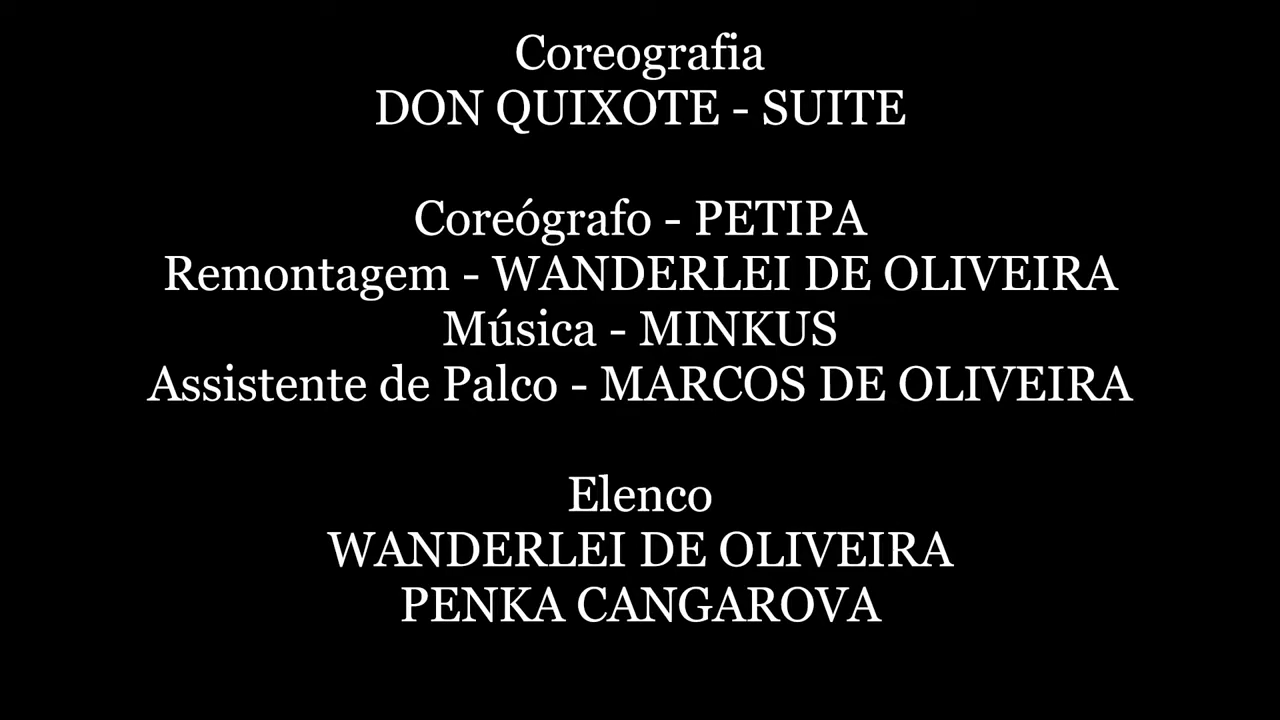 Coreografia
DON QUIXOTE - SUITE
Coreógrafo - PETIPA
Remontagem - WANDERLEI DE OLIVEIRA
Música - MINKUS
Assistente de Palco - MARCOS DE OLIVEIRA
Elenco
WANDERLEI DE OLIVEIRA
PENKA CANGAROVA